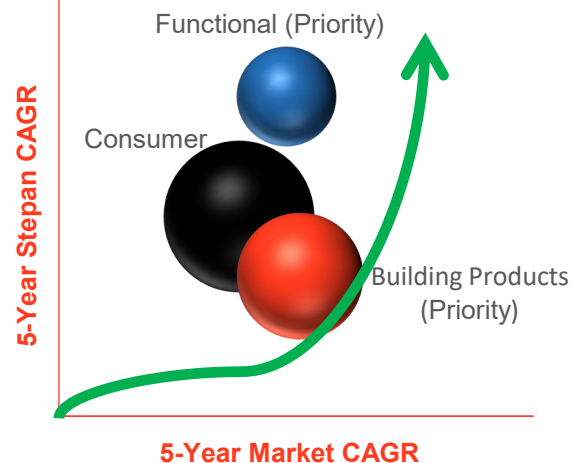 Functional (Priority)
Consumer
Building Products
(Priority)
5-Year Stepan CAGR
5-Year Market CAGR